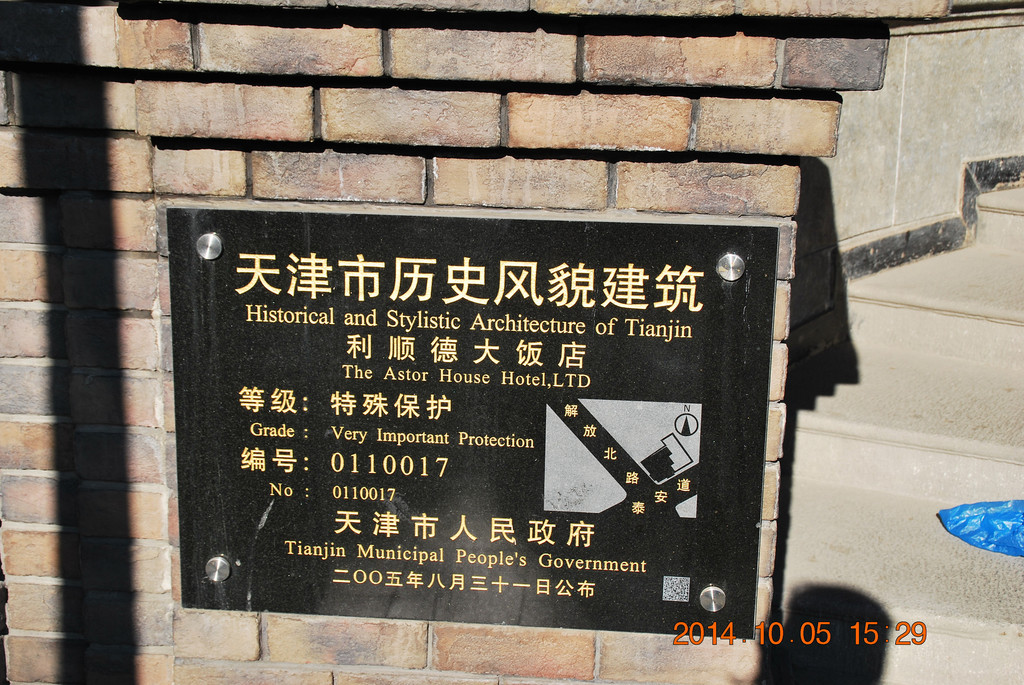 天津市历史风貌建筑
Historical and Stylistic Architecture of Tianjin
利顺德大饭店
The Astor House Hotel,LTD
等级：特殊保护
Grade : Very Important Protection
编号：0110017
No : 0110017
N
解放北路
泰安道
天津市人民政府
Tianjin Municipal People's Government
二〇〇五年八月三十一日公布
2014.10.05 15:29